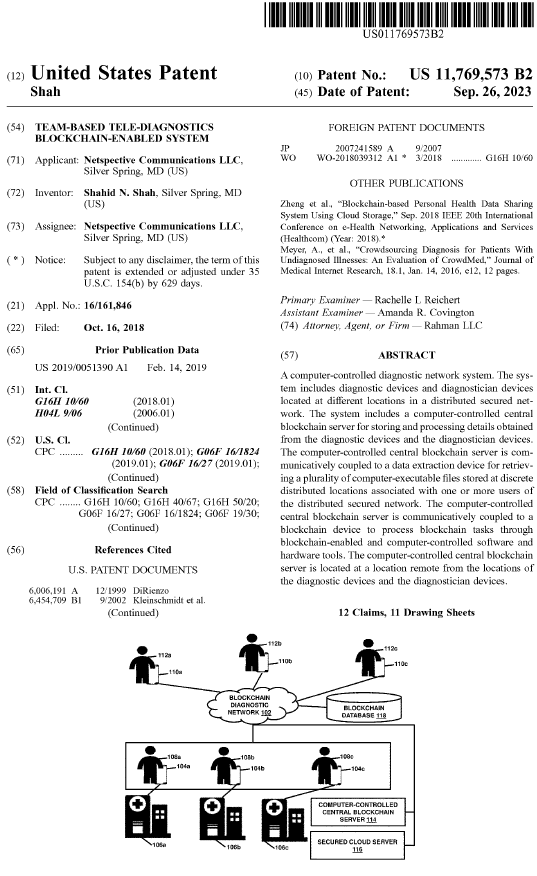 US011769573B2
(12) United States Patent
Shah
(10) Patent No.: US 11,769,573 B2
(45) Date of Patent: Sep. 26, 2023
(54) TEAM-BASED TELE-DIAGNOSTICS
BLOCKCHAIN-ENABLED SYSTEM
(71) Applicant: Netspective Communications LLC,
Silver Spring, MD (US)
(72) Inventor: Shahid N. Shah, Silver Spring, MD
(US)
(73) Assignee: Netspective Communications LLC,
Silver Spring, MD (US)
( * ) Notice: Subject to any disclaimer, the term of this
patent is extended or adjusted under 35
U.S.C. 154(b) by 629 days.
(21) Appl. No.: 16/161,846
(22) Filed: Oct. 16, 2018
(65) Prior Publication Data
US 2019/0051390 A1 Feb. 14, 2019
(51) Int. Cl.
G16H 10/60 (2018.01)
H04L 9/06 (2006.01)
(Continued)
(52) U.S. Cl.
CPC ......... G16H 10/60 (2018.01); G06F 16/1824
(2019.01); G06F 16/27 (2019.01);
(Continued)
(58) Field of Classification Search
CPC ........ G16H 10/60; G16H 40/67; G16H 50/20;
G06F 16/27; G06F 16/1824; G06F 19/30;
(Continued)
(56) References Cited
U.S. PATENT DOCUMENTS
6,006,191 A 12/1999 DiRienzo
6,454,709 B1 9/2002 Kleinschmidt et al.
(Continued)
FOREIGN PATENT DOCUMENTS
JP 2007241589 A 9/2007
WO WO-2018039312 A1 * 3/2018 ............. G16H 10/60
OTHER PUBLICATIONS
Zheng et al., "Blockchain-based Personal Health Data Sharing
System Using Cloud Storage," Sep. 2018 IEEE 20th International
Conference on e-Health Networking, Applications and Services
(Healthcom) (Year: 2018).*
Meyer, A., et al., "Crowdsourcing Diagnosis for Patients With
Undiagnosed Illnesses: An Evaluation of CrowdMed," Journal of
Medical Internet Research, 18.1, Jan. 14, 2016, e12, 12 pages.
Primary Examiner — Rachelle L Reichert
Assistant Examiner — Amanda R. Covington
(74) Attorney, Agent, or Firm — Rahman LLC
(57) ABSTRACT
A computer-controlled diagnostic network system. The sys-
tem includes diagnostic devices and diagnostician devices
located at different locations in a distributed secured net-
work. The system includes a computer-controlled central
blockchain server for storing and processing details obtained
from the diagnostic devices and the diagnostician devices.
The computer-controlled central blockchain server is com-
municatively coupled to a data extraction device for retriev-
ing a plurality of computer-executable files stored at discrete
distributed locations associated with one or more users of
the distributed secured network. The computer-controlled
central blockchain server is communicatively coupled to a
blockchain device to process blockchain tasks through
blockchain-enabled and computer-controlled software and
hardware tools. The computer-controlled central blockchain
server is located at a location remote from the locations of
the diagnostic devices and the diagnostician devices.
12 Claims, 11 Drawing Sheets
112a
110a
112b
110b
112c
110c
BLOCKCHAIN
DIAGNOSTIC
NETWORK 102
BLOCKCHAIN
DATABASE 118
108a
104a
108b
104b
108c
104c
106a
106b
106c
COMPUTER-CONTROLLED
CENTRAL BLOCKCHAIN
SERVER 114
SECURED CLOUD SERVER
116